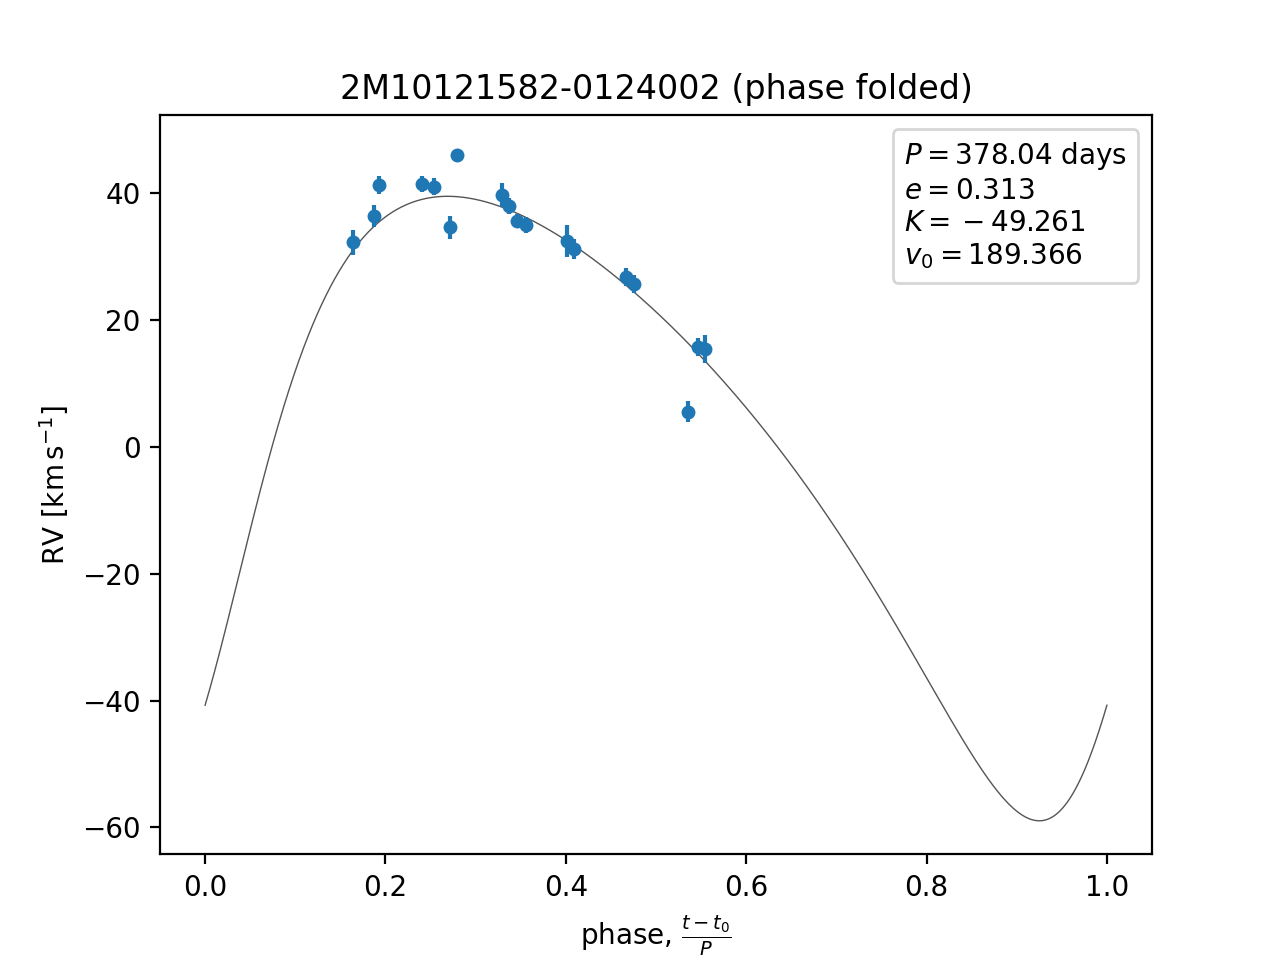 2M10121582-0124002 (phase folded)
P = 378.04 days
e = 0.313
K = −49.261
v₀ = 189.366
40
20
0
−20
−40
−60
RV [km s⁻¹]
0.0 0.2 0.4 0.6 0.8 1.0
phase, (t − t₀)/P